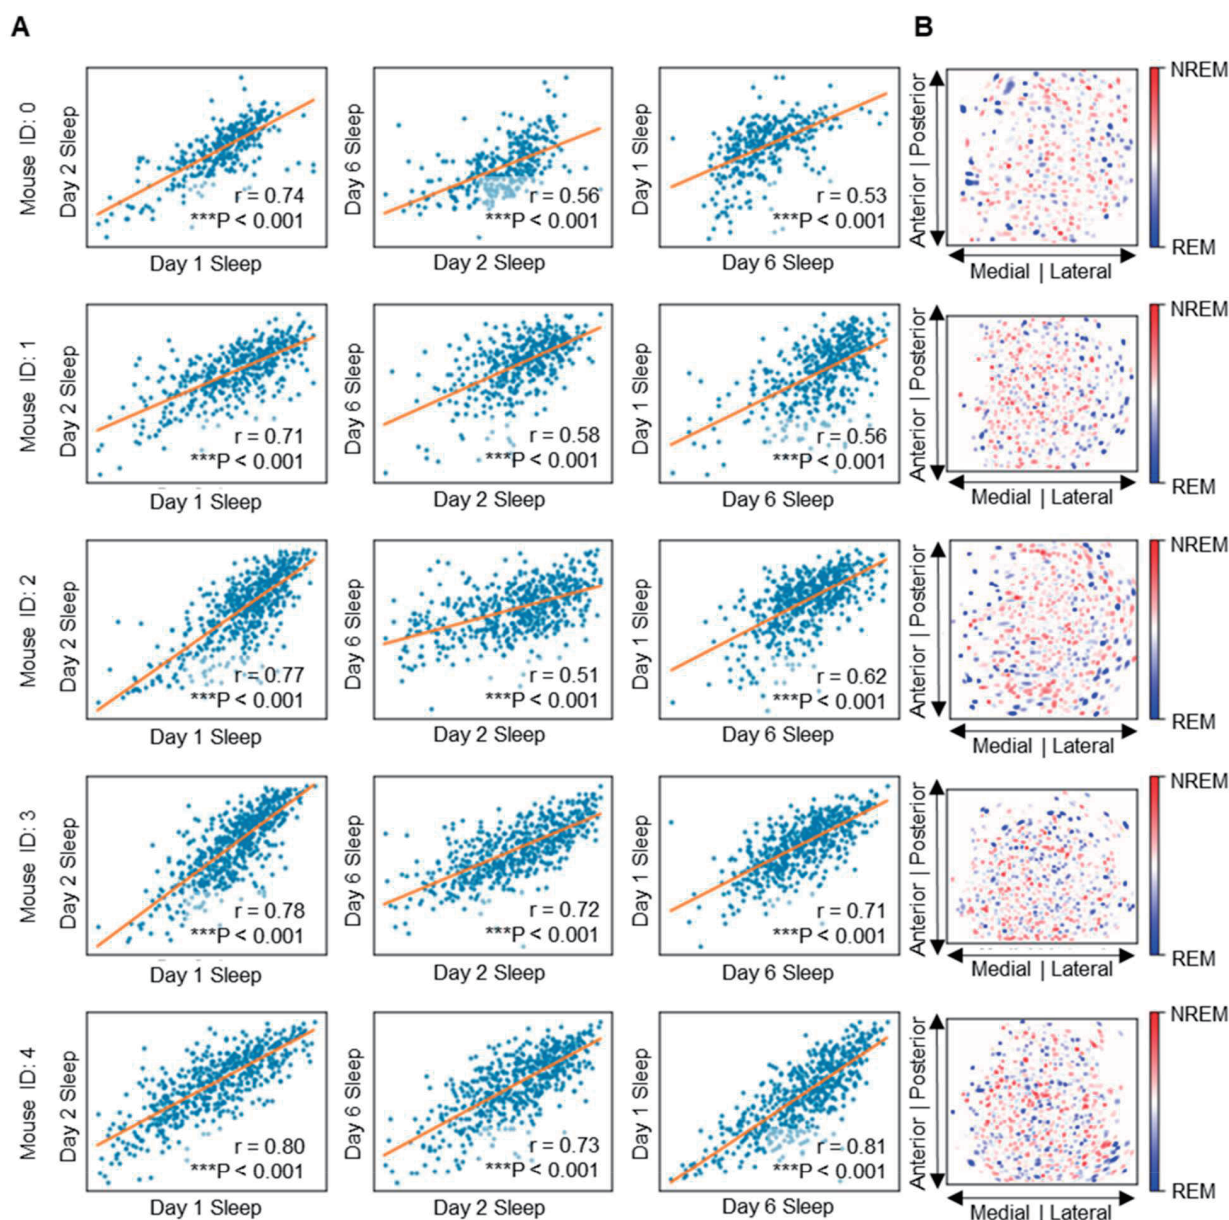 A
B
Mouse ID: 0
Day 2 Sleep
r = 0.74
***P < 0.001
Day 1 Sleep
Day 6 Sleep
r = 0.56
***P < 0.001
Day 2 Sleep
Day 1 Sleep
r = 0.53
***P < 0.001
Day 6 Sleep
Anterior | Posterior
Medial | Lateral
NREM
REM
Mouse ID: 1
Day 2 Sleep
r = 0.71
***P < 0.001
Day 1 Sleep
Day 6 Sleep
r = 0.58
***P < 0.001
Day 2 Sleep
Day 1 Sleep
r = 0.56
***P < 0.001
Day 6 Sleep
Anterior | Posterior
Medial | Lateral
NREM
REM
Mouse ID: 2
Day 2 Sleep
r = 0.77
***P < 0.001
Day 1 Sleep
Day 6 Sleep
r = 0.51
***P < 0.001
Day 2 Sleep
Day 1 Sleep
r = 0.62
***P < 0.001
Day 6 Sleep
Anterior | Posterior
Medial | Lateral
NREM
REM
Mouse ID: 3
Day 2 Sleep
r = 0.78
***P < 0.001
Day 1 Sleep
Day 6 Sleep
r = 0.72
***P < 0.001
Day 2 Sleep
Day 1 Sleep
r = 0.71
***P < 0.001
Day 6 Sleep
Anterior | Posterior
Medial | Lateral
NREM
REM
Mouse ID: 4
Day 2 Sleep
r = 0.80
***P < 0.001
Day 1 Sleep
Day 6 Sleep
r = 0.73
***P < 0.001
Day 2 Sleep
Day 1 Sleep
r = 0.81
***P < 0.001
Day 6 Sleep
Anterior | Posterior
Medial | Lateral
NREM
REM